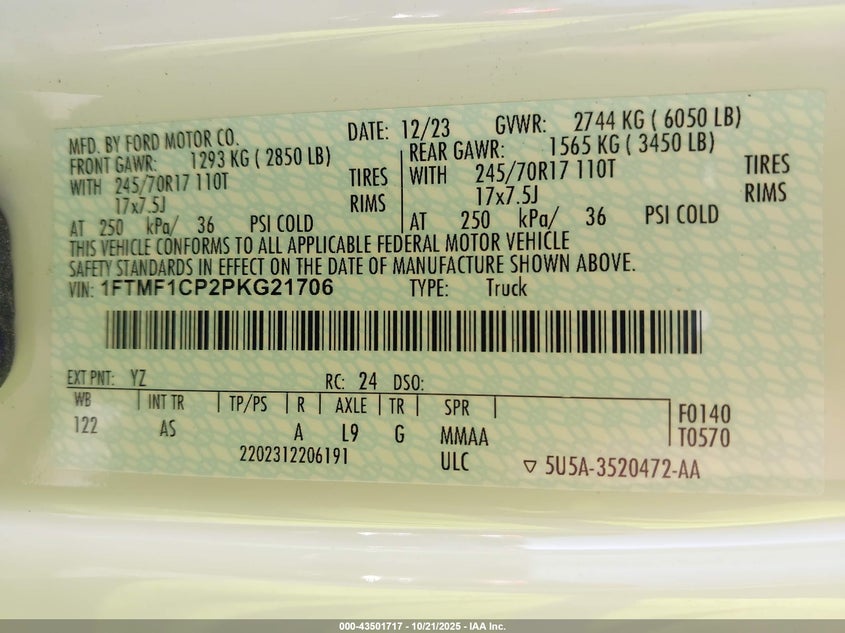 MFD. BY FORD MOTOR CO. DATE: 12/23 GVWR: 2744 KG ( 6050 LB)
FRONT GAWR: 1293 KG ( 2850 LB) REAR GAWR: 1565 KG ( 3450 LB)
WITH 245/70R17 110T TIRES WITH 245/70R17 110T TIRES
17x7.5J RIMS 17x7.5J RIMS
AT 250 kPa/ 36 PSI COLD AT 250 kPa/ 36 PSI COLD
THIS VEHICLE CONFORMS TO ALL APPLICABLE FEDERAL MOTOR VEHICLE
SAFETY STANDARDS IN EFFECT ON THE DATE OF MANUFACTURE SHOWN ABOVE.
VIN: 1FTMF1CP2PKG21706 TYPE: Truck
EXT PNT: YZ RC: 24 DSO:
WB INT TR TP/PS R AXLE TR SPR F0140
122 AS A L9 G MMAA T0570
2202312206191 ULC ▽ 5U5A-3520472-AA
000-43501717 - 10/21/2025 - IAA Inc.